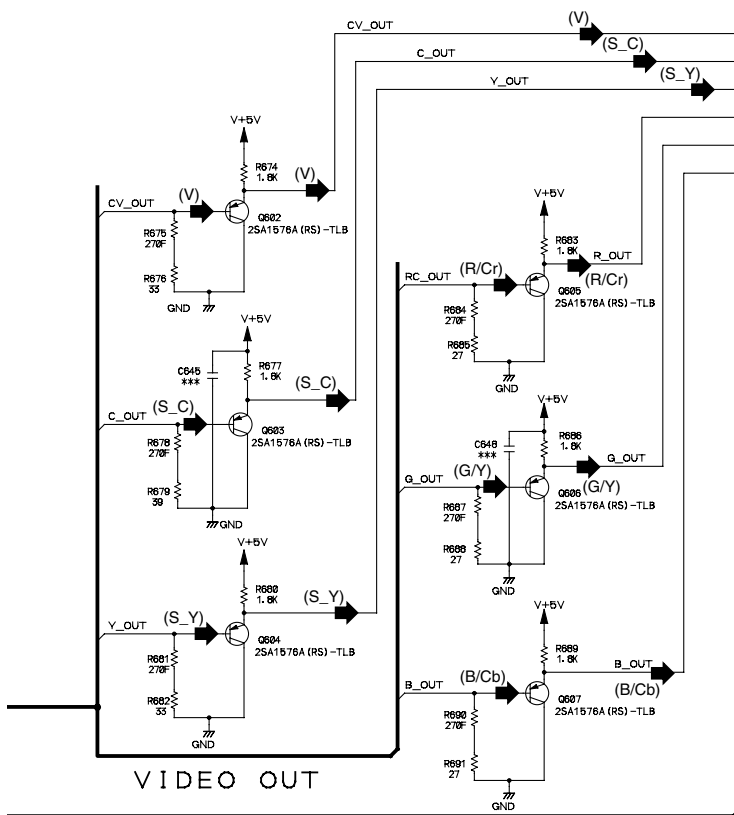 CV_OUT
(V)
C_OUT
(S_C)
Y_OUT
(S_Y)
V+5V
R674
1.8K
(V)
CV_OUT
(V)
R675
270F
Q602
2SA1576A(RS)-TLB
R676
33
GND
V+5V
C645
***
R677
1.8K
(S_C)
C_OUT
(S_C)
R678
270F
Q603
2SA1576A(RS)-TLB
R679
39
GND
V+5V
R680
1.8K
(S_Y)
Y_OUT
(S_Y)
R681
270F
Q604
2SA1576A(RS)-TLB
R682
33
GND
V+5V
R683
1.8K
R_OUT
(R/Cr)
RC_OUT
(R/Cr)
R684
270F
Q605
2SA1576A(RS)-TLB
R685
27
GND
V+5V
C648
***
R686
1.8K
G_OUT
(G/Y)
G_OUT
(G/Y)
R687
270F
Q606
2SA1576A(RS)-TLB
R688
27
GND
V+5V
R689
1.8K
B_OUT
(B/Cb)
B_OUT
(B/Cb)
R690
270F
Q607
2SA1576A(RS)-TLB
R691
27
GND
VIDEO OUT